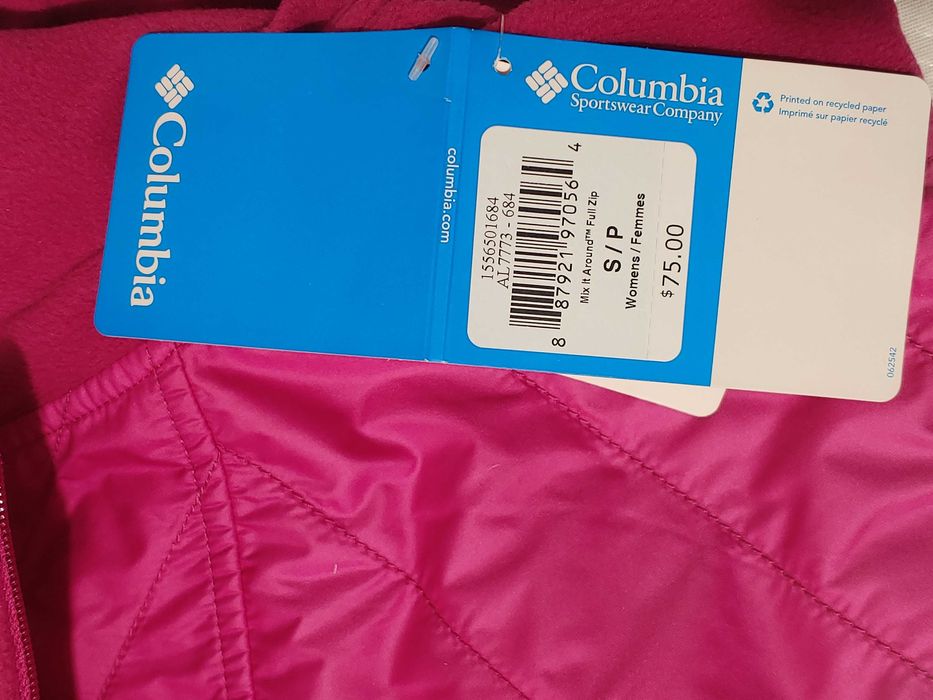 Columbia
columbia.com
Columbia
Sportswear Company
1556501684
AL7773 - 684
8 87921 97056 4
Mix It Around™ Full Zip
S / P
Womens / Femmes
$75.00
Printed on recycled paper
Imprimé sur papier recyclé
062542